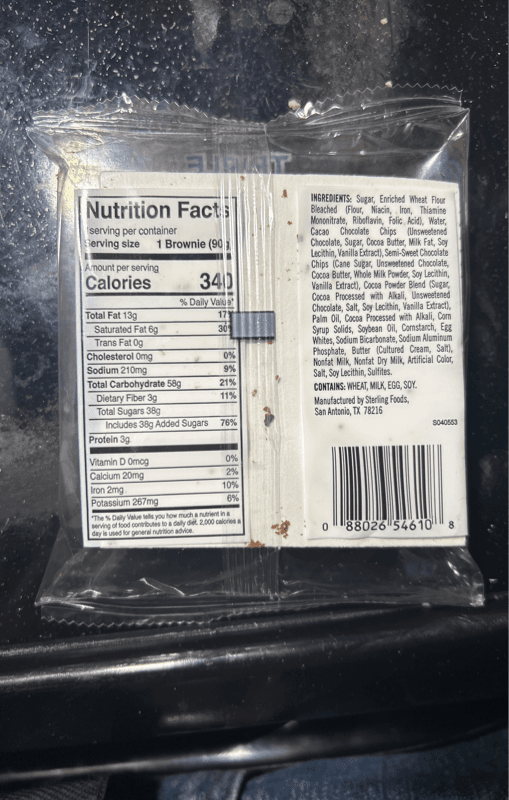 Nutrition Facts
serving per container
Serving size 1 Brownie (90g
Amount per serving
Calories 340
% Daily Value*
Total Fat 13g 17%
Saturated Fat 6g 30%
Trans Fat 0g
Cholesterol 0mg 0%
Sodium 210mg 9%
Total Carbohydrate 58g 21%
Dietary Fiber 3g 11%
Total Sugars 38g
Includes 38g Added Sugars 76%
Protein 3g
Vitamin D 0mcg 0%
Calcium 20mg 2%
Iron 2mg 10%
Potassium 267mg 6%
*The % Daily Value tells you how much a nutrient in a
serving of food contributes to a daily diet. 2,000 calories a
day is used for general nutrition advice.
INGREDIENTS: Sugar, Enriched Wheat Flour
Bleached (Flour, Niacin, Iron, Thiamine
Mononitrate, Riboflavin, Folic Acid), Water,
Cacao Chocolate Chips (Unsweetened
Chocolate, Sugar, Cocoa Butter, Milk Fat, Soy
Lecithin, Vanilla Extract), Semi-Sweet Chocolate
Chips (Cane Sugar, Unsweetened Chocolate,
Cocoa Butter, Whole Milk Powder, Soy Lecithin,
Vanilla Extract), Cocoa Powder Blend (Sugar,
Cocoa Processed with Alkali, Unsweetened
Chocolate, Salt, Soy Lecithin, Vanilla Extract),
Palm Oil, Cocoa Processed with Alkali, Corn
Syrup Solids, Soybean Oil, Cornstarch, Egg
Whites, Sodium Bicarbonate, Sodium Aluminum
Phosphate, Butter (Cultured Cream, Salt),
Nonfat Milk, Nonfat Dry Milk, Artificial Color,
Salt, Soy Lecithin, Sulfites.
CONTAINS: WHEAT, MILK, EGG, SOY.
Manufactured by Sterling Foods,
San Antonio, TX 78216
S040553
0 88026 54610 8